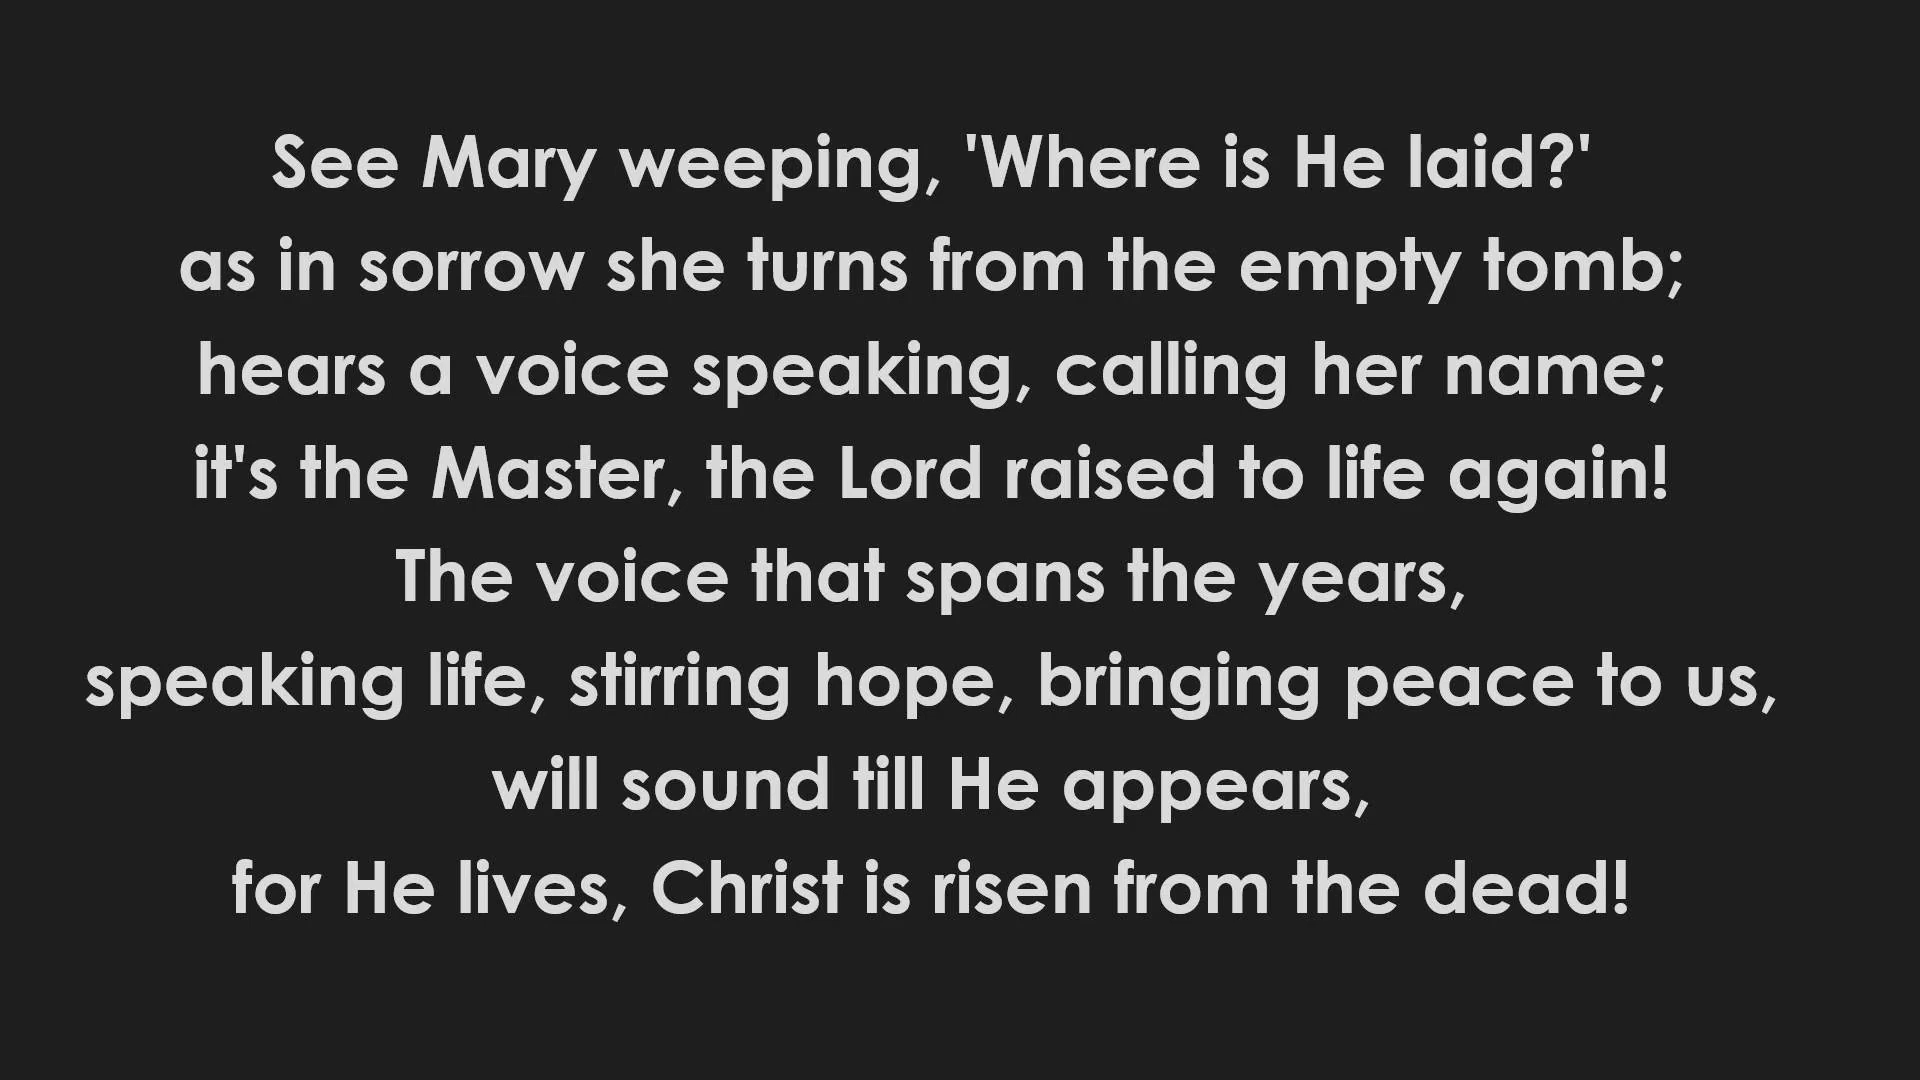 See Mary weeping, 'Where is He laid?'
as in sorrow she turns from the empty tomb;
hears a voice speaking, calling her name;
it's the Master, the Lord raised to life again!
The voice that spans the years,
speaking life, stirring hope, bringing peace to us,
will sound till He appears,
for He lives, Christ is risen from the dead!